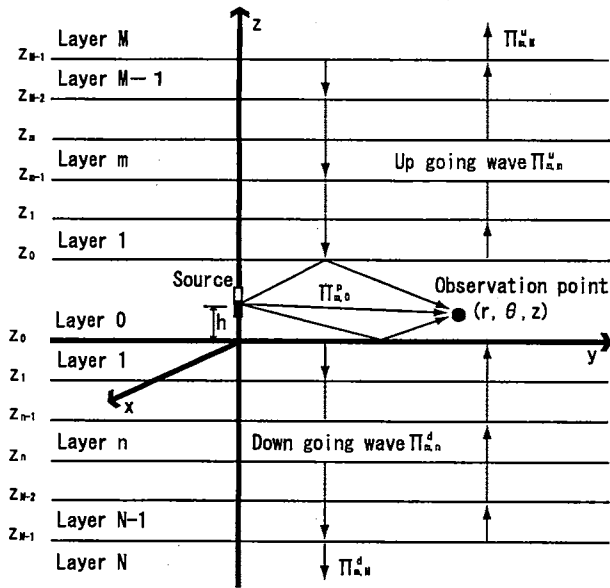 z
Layer M
Π^u_{m,M}
Z_{M-1}
Layer M-1
Z_{M-2}
Z_m
Layer m
Up going wave Π^u_{m,n}
Z_{m-1}
Z_1
Layer 1
Z_0
Source
Observation point
Π^p_{m,0}
(r, θ, z)
h
Layer 0
Z_0
Layer 1
y
Z_1
x
Z_{n-1}
Layer n
Down going wave Π^d_{m,n}
Z_n
Z_{N-2}
Layer N-1
Z_{N-1}
Layer N
Π^d_{m,N}